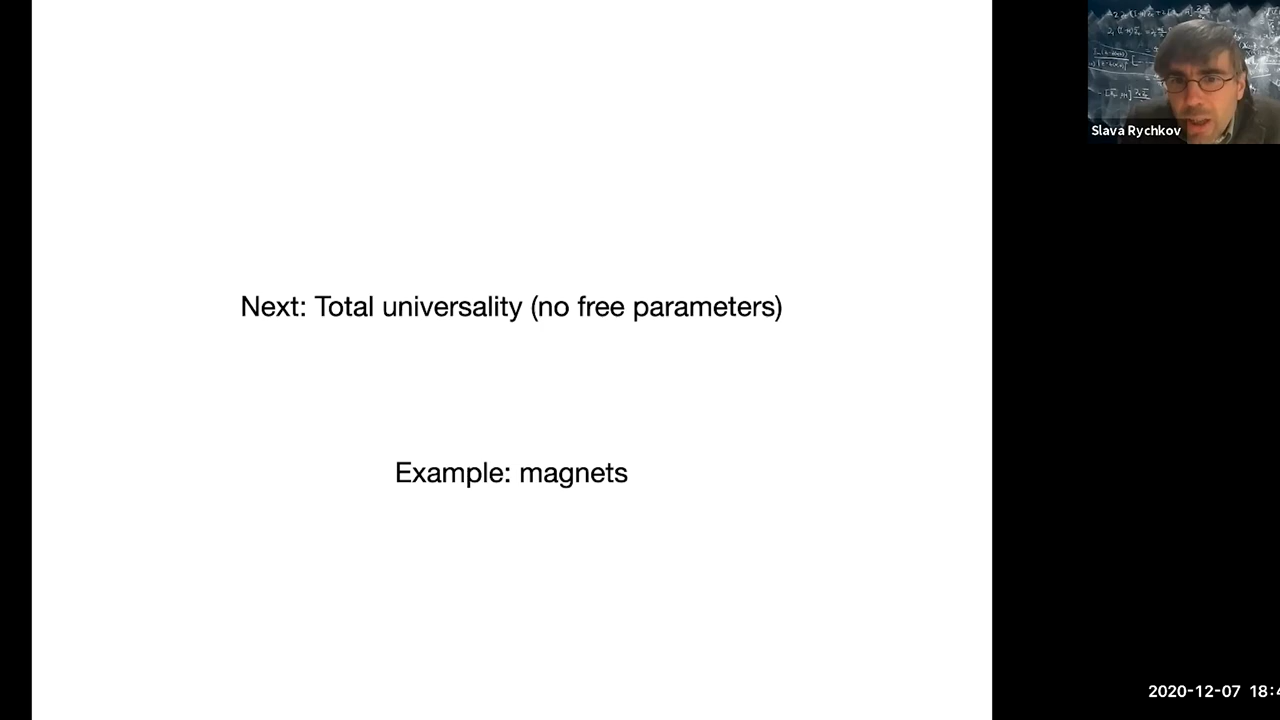 Next: Total universality (no free parameters)
Example: magnets
Slava Rychkov
2020-12-07 18:4